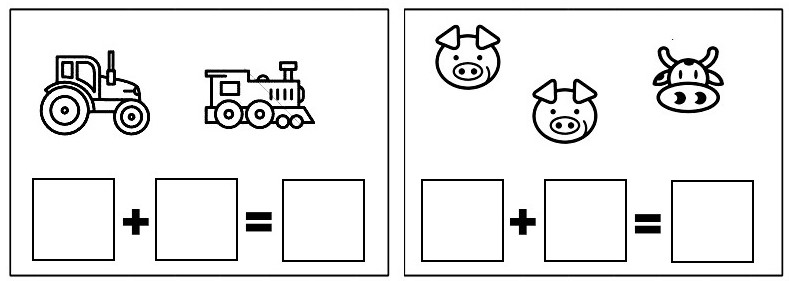 + =
+ =